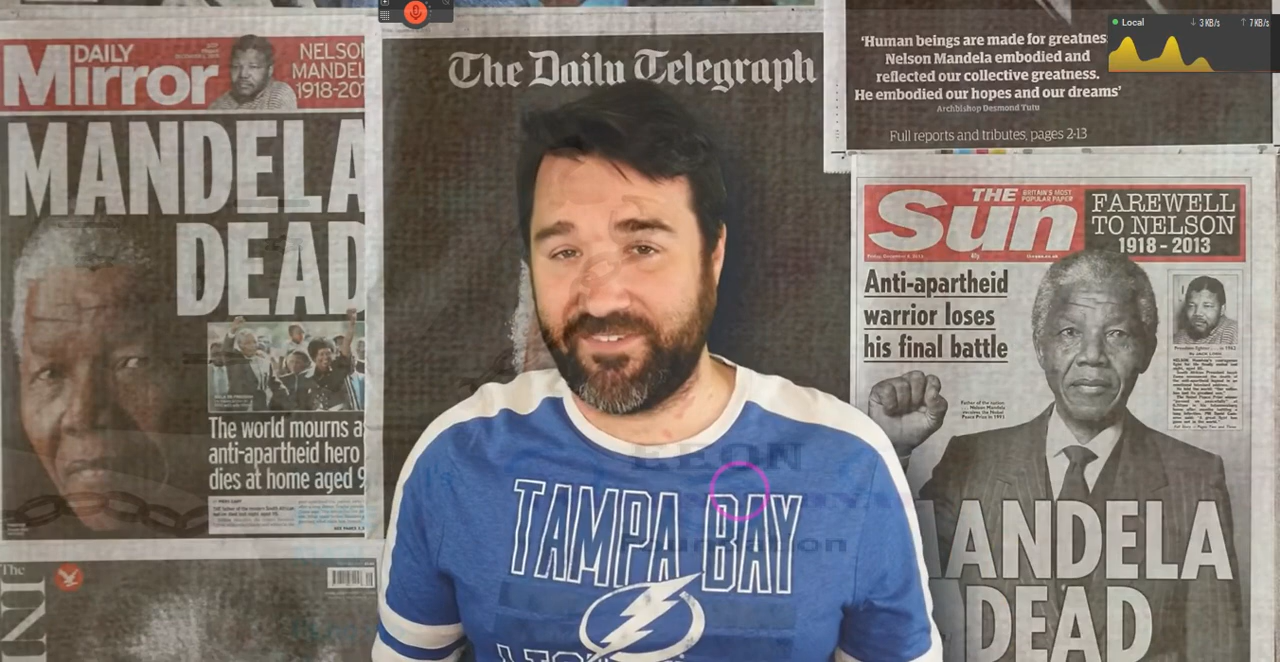 DAILY
Mirror
NELSON
MANDEL
1918-201
MANDELA
DEAD
The world mourns a
anti-apartheid hero
dies at home aged 9
The
The Daily Telegraph
TAMPA BAY
Foundation
'Human beings are made for greatnes
Nelson Mandela embodied and
reflected our collective greatness.
He embodied our hopes and our dreams'
Archbishop Desmond Tutu
Full reports and tributes, pages 2-13
Local
↓ 3 KB/s
↑ 7 KB/s
THE
Sun
BRITAIN'S MOST
POPULAR PAPER
FAREWELL
TO NELSON
1918 - 2013
Anti-apartheid
warrior loses
his final battle
ANDELA
DEAD